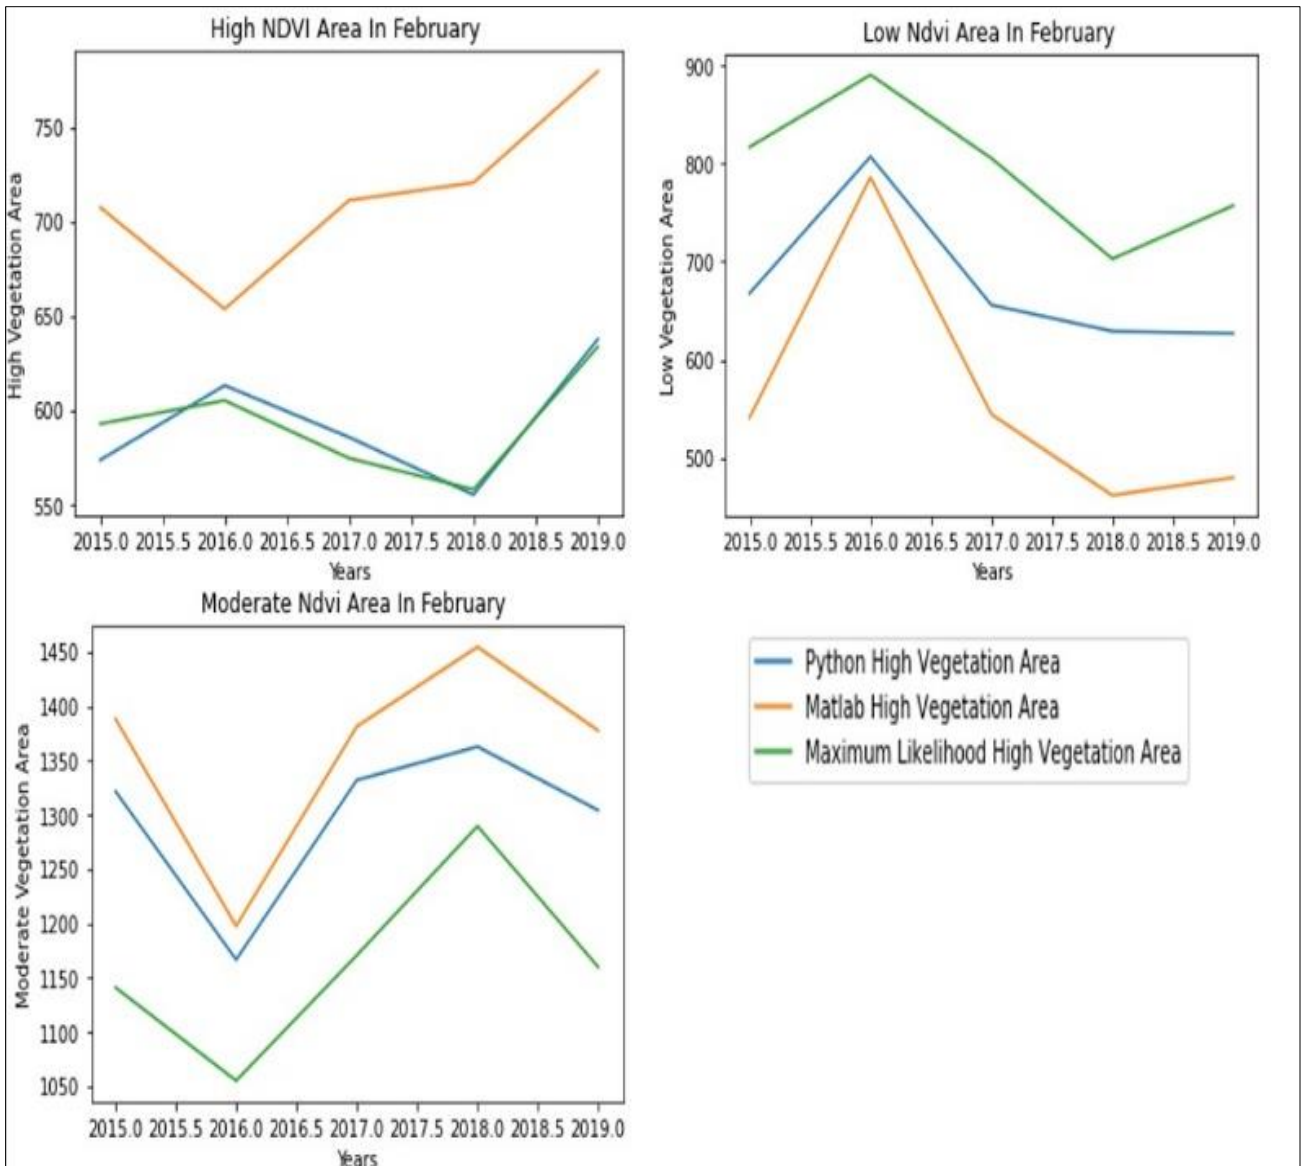 High NDVI Area In February
High Vegetation Area
750
700
650
600
550
2015.0 2015.5 2016.0 2016.5 2017.0 2017.5 2018.0 2018.5 2019.0
Years
Low Ndvi Area In February
Low Vegetation Area
900
800
700
600
500
2015.0 2015.5 2016.0 2016.5 2017.0 2017.5 2018.0 2018.5 2019.0
Years
Moderate Ndvi Area In February
Moderate Vegetation Area
1450
1400
1350
1300
1250
1200
1150
1100
1050
2015.0 2015.5 2016.0 2016.5 2017.0 2017.5 2018.0 2018.5 2019.0
Years
Python High Vegetation Area
Matlab High Vegetation Area
Maximum Likelihood High Vegetation Area